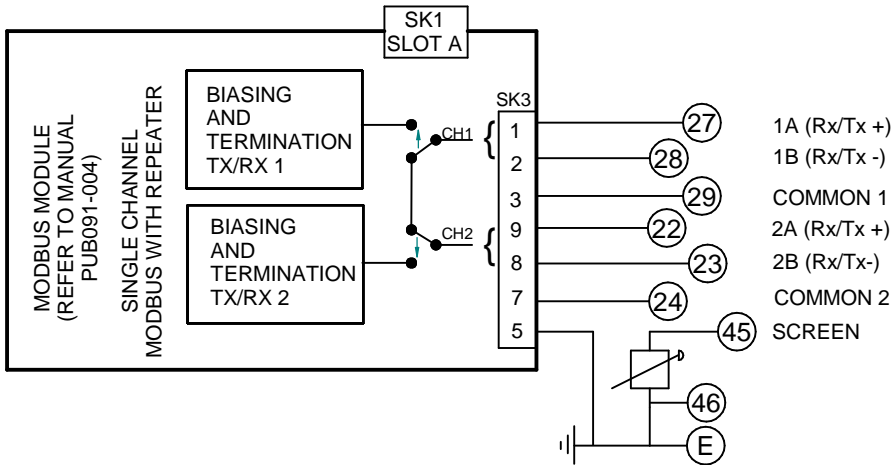 SK1
SLOT A
MODBUS MODULE
(REFER TO MANUAL
PUB091-004)
SINGLE CHANNEL
MODBUS WITH REPEATER
BIASING
AND
TERMINATION
TX/RX 1
BIASING
AND
TERMINATION
TX/RX 2
CH1
CH2
{
{
SK3
1
2
3
9
8
7
5
27
1A (Rx/Tx +)
28
1B (Rx/Tx -)
29
COMMON 1
22
2A (Rx/Tx +)
23
2B (Rx/Tx-)
24
COMMON 2
45
SCREEN
46
E